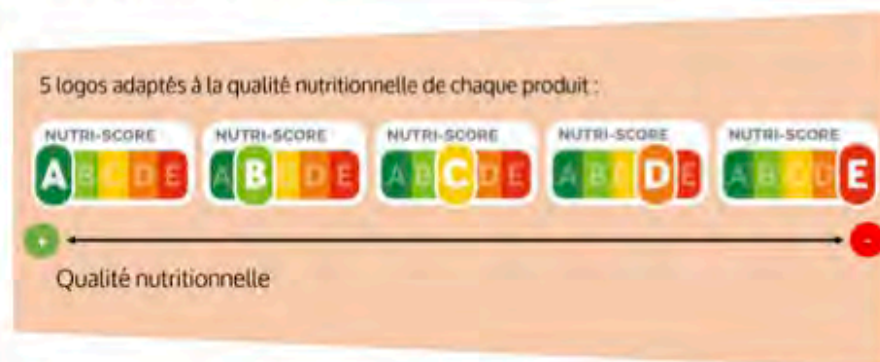 5 logos adaptés à la qualité nutritionnelle de chaque produit :
NUTRI-SCORE NUTRI-SCORE NUTRI-SCORE NUTRI-SCORE NUTRI-SCORE
A B C D E A B C D E A B C D E A B C D E A B C D E
+ -
Qualité nutritionnelle